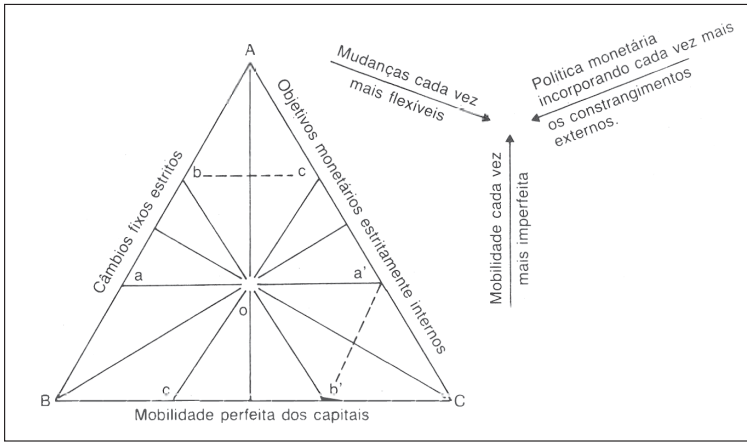 A
Mudanças cada vez
mais flexíveis
Política monetária
incorporando cada vez mais
os constrangimentos
externos.
Câmbios fixos estritos
Objetivos monetários estritamente internos
b
c
a
a'
o
Mobilidade cada vez
mais imperfeita
B
ç
b'
C
Mobilidade perfeita dos capitais